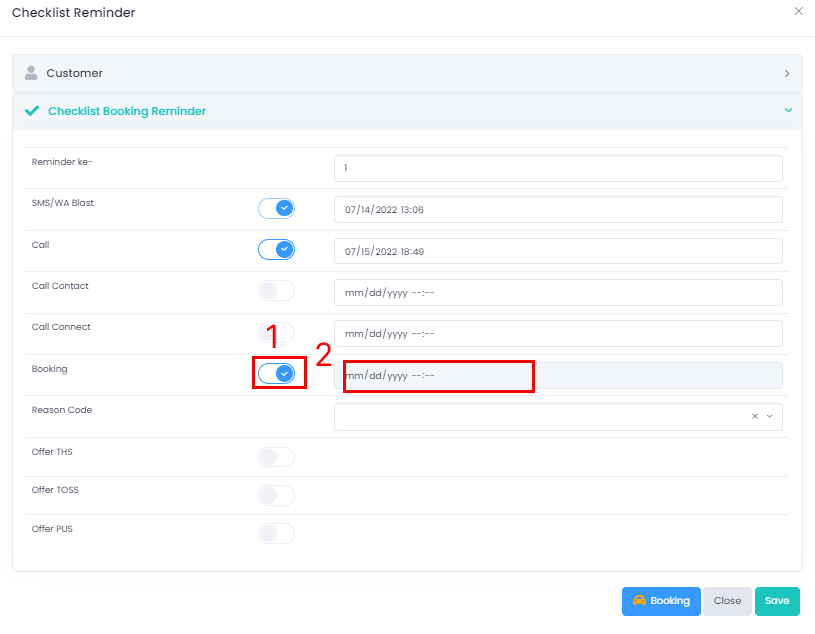 Checklist Reminder
Customer
Checklist Booking Reminder
Reminder ke-
1
SMS/WA Blast
07/14/2022 13:06
Call
07/15/2022 18:49
Call Contact
mm/dd/yyyy --:--
Call Connect
mm/dd/yyyy --:--
1
2
Booking
mm/dd/yyyy --:--
Reason Code
Offer THS
Offer TOSS
Offer PUS
Booking
Close
Save